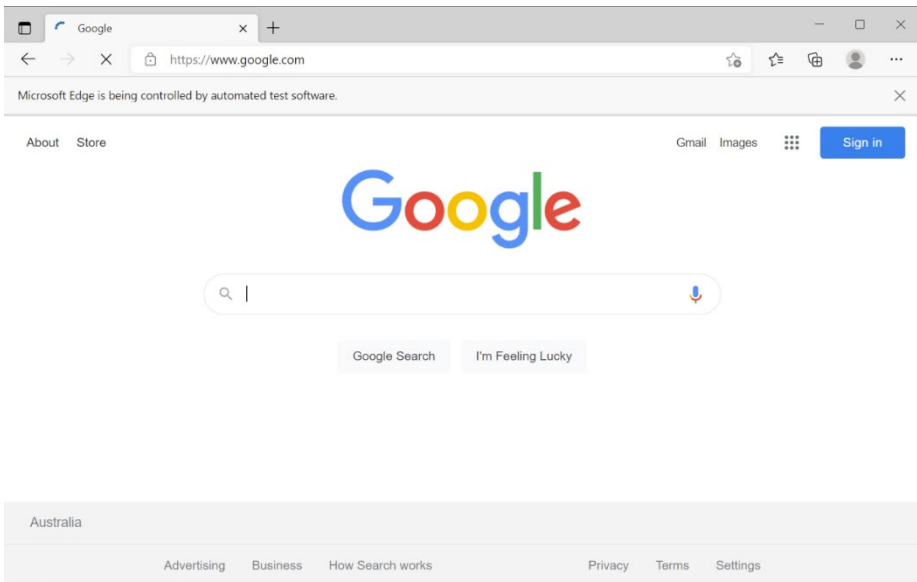 Google
https://www.google.com
Microsoft Edge is being controlled by automated test software.
About Store Gmail Images Sign in
Google
Google Search I'm Feeling Lucky
Australia
Advertising Business How Search works Privacy Terms Settings